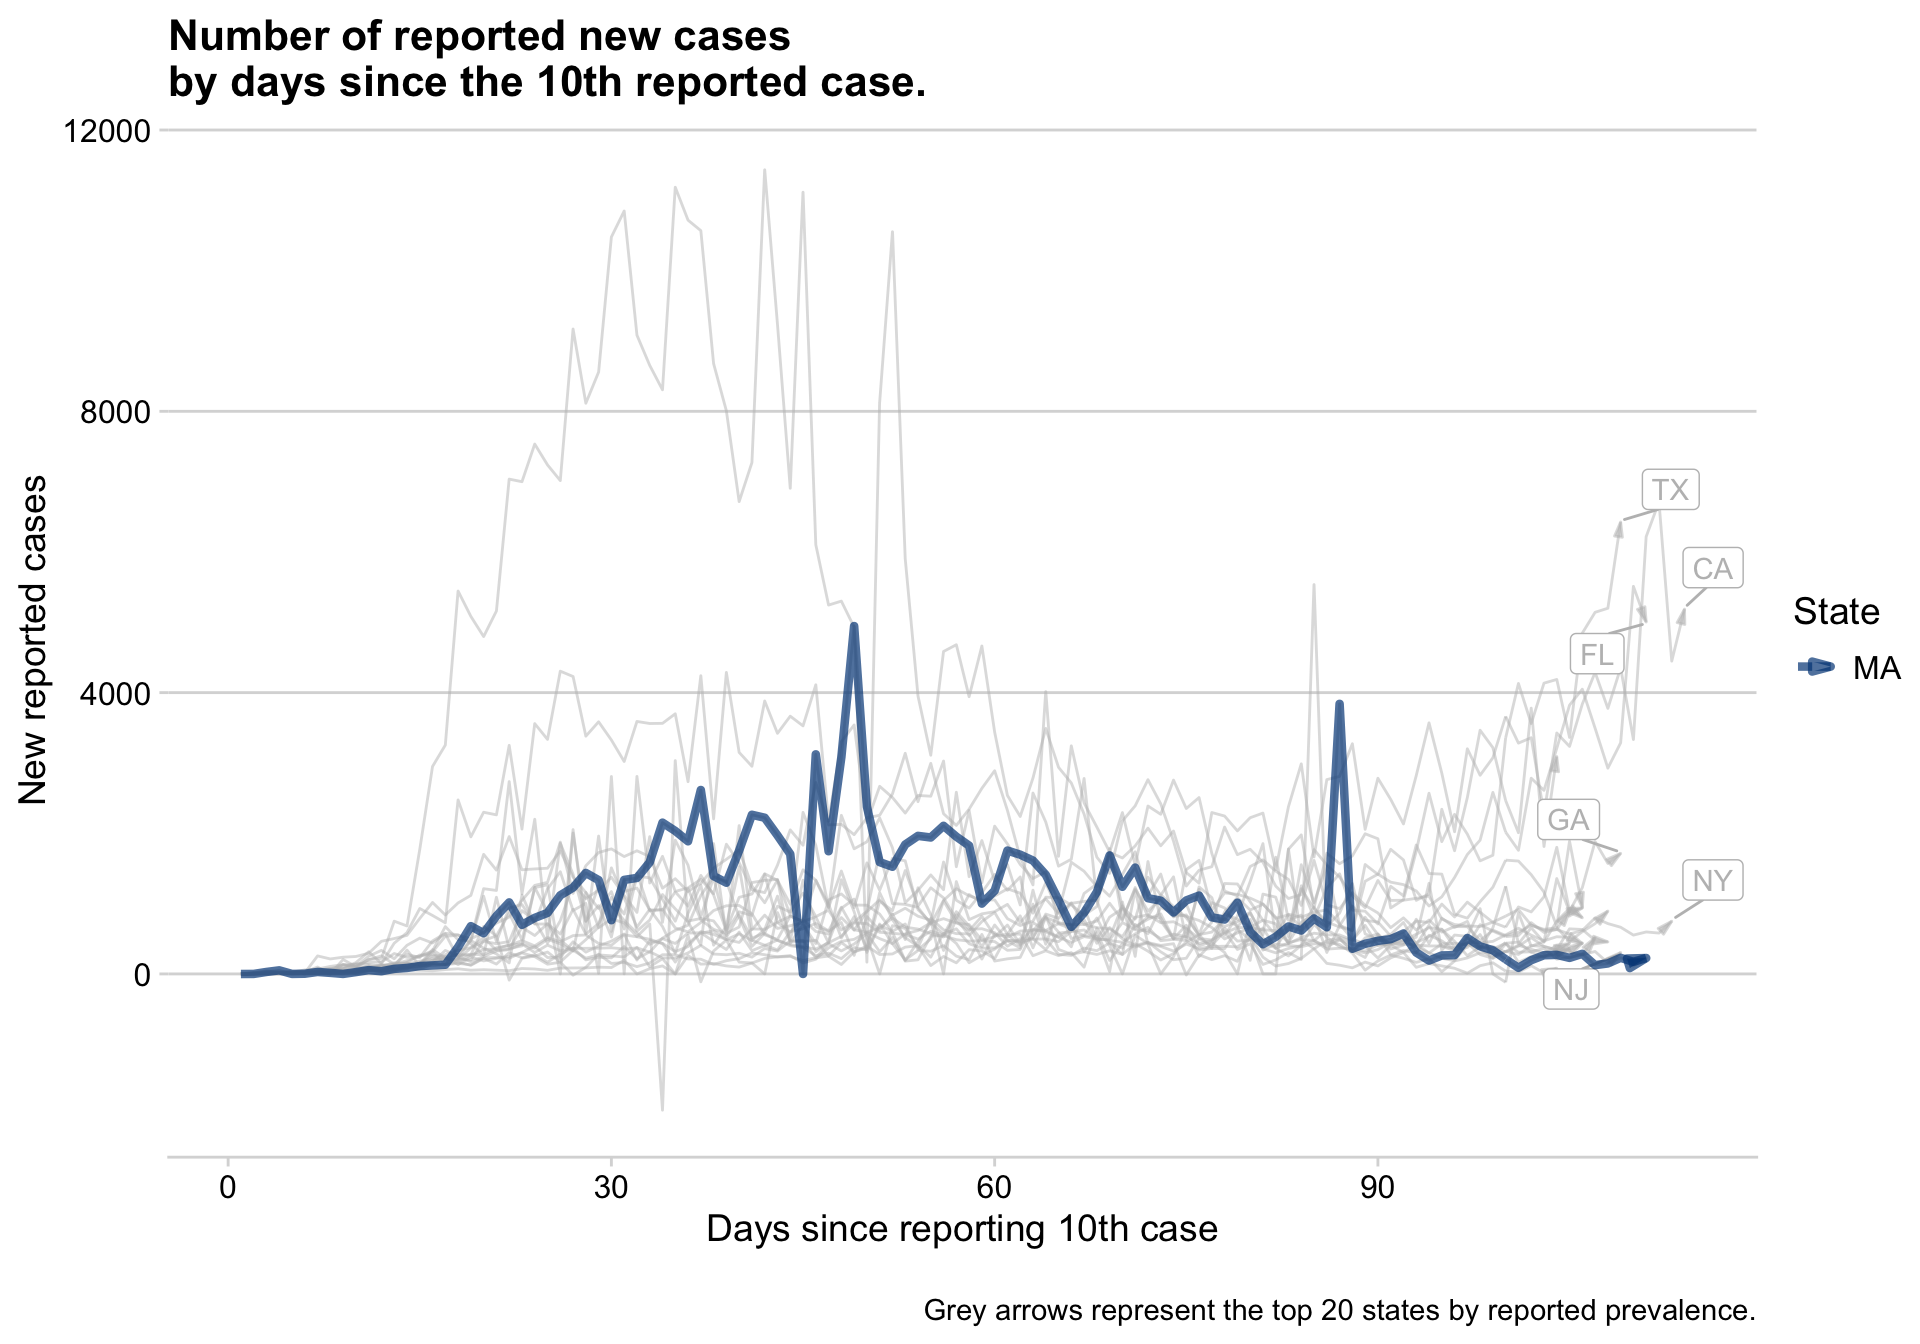 Number of reported new cases
by days since the 10th reported case.
12000
8000
4000
0
New reported cases
TX
CA
FL
GA
NY
NJ
State
MA
0
30
60
90
Days since reporting 10th case
Grey arrows represent the top 20 states by reported prevalence.